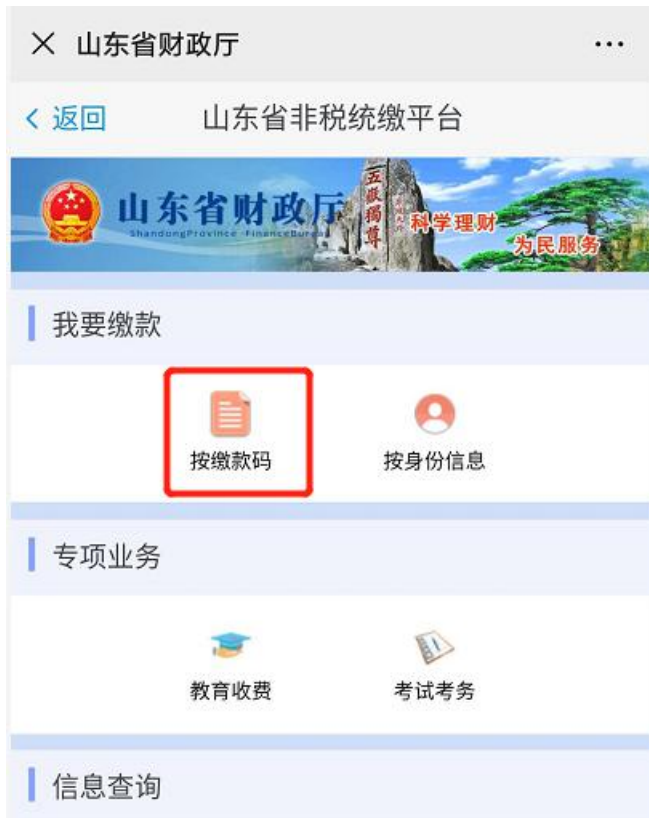 山东省财政厅
< 返回 山东省非税统缴平台
山东省财政厅
ShandongProvince FinanceBureau
五嶽獨尊
科学理财
为民服务
我要缴款
按缴款码 按身份信息
专项业务
教育收费 考试考务
信息查询